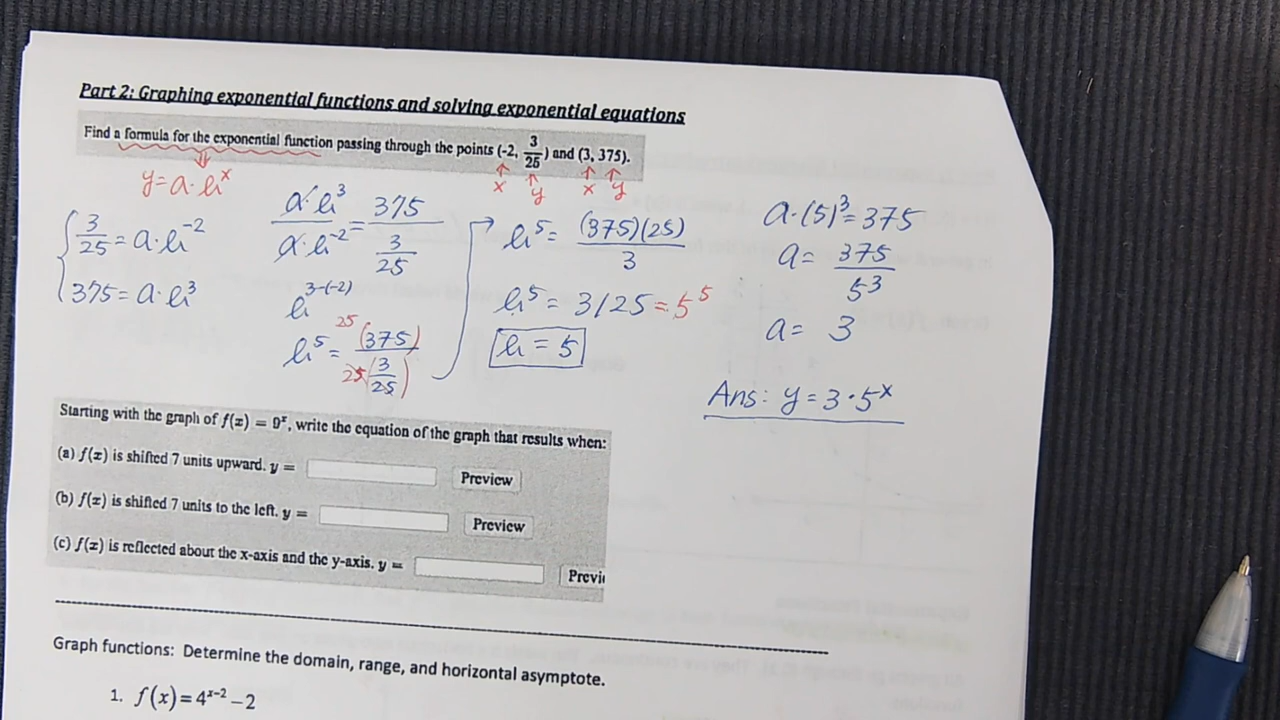 Part 2: Graphing exponential functions and solving exponential equations
Find a formula for the exponential function passing through the points (-2, 3/25) and (3, 375).
x y x y
y = a · b^x
3/25 = a · b^-2
375 = a · b^3
a · b^3 / a · b^-2 = 375 / (3/25)
b^3-(-2)
b^5 = 25 (375) / 25 (3/25)
b^5 = (375)(25) / 3
b^5 = 3125 = 5^5
b = 5
a · (5)^3 = 375
a = 375 / 5^3
a = 3
Ans: y = 3 · 5^x
Starting with the graph of f(x) = 9^x, write the equation of the graph that results when:
(a) f(x) is shifted 7 units upward. y = Preview
(b) f(x) is shifted 7 units to the left. y = Preview
(c) f(x) is reflected about the x-axis and the y-axis. y = Previ
Graph functions: Determine the domain, range, and horizontal asymptote.
1. f(x) = 4^x-2 – 2